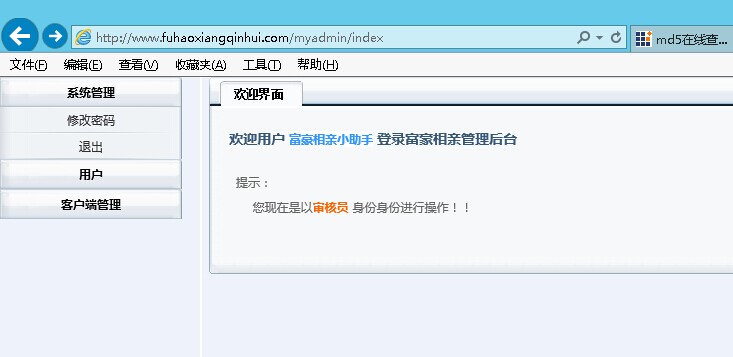 http://www.fuhaoxiangqinhui.com/myadmin/index
md5在线查...
文件(F) 编辑(E) 查看(V) 收藏夹(A) 工具(T) 帮助(H)
系统管理
修改密码
退出
用户
客户端管理
欢迎界面
欢迎用户 富豪相亲小助手 登录富家相亲管理后台
提示：
您现在是以审核员 身份身份进行操作！！